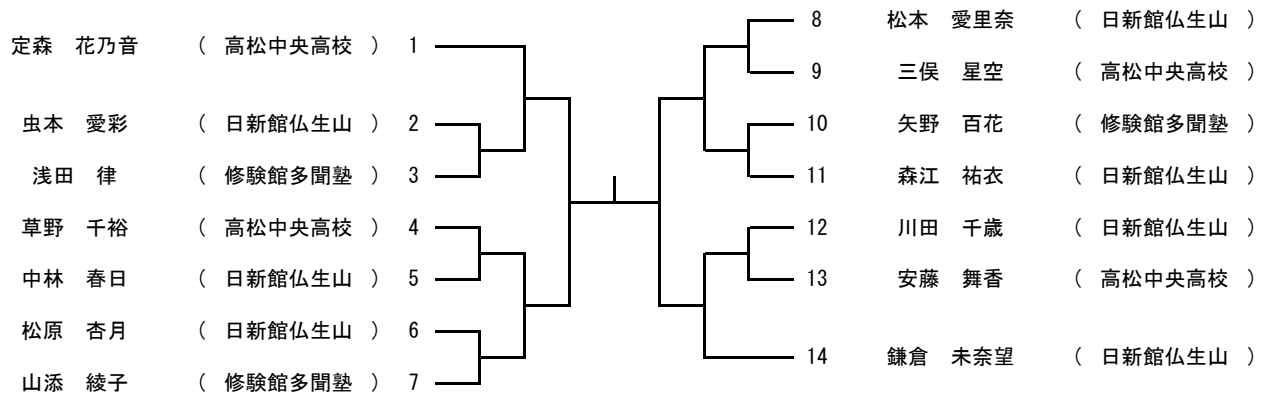 定森　花乃音　（　高松中央高校　）　1
虫本　愛彩　（　日新館仏生山　）　2
浅田　律　（　修験館多聞塾　）　3
草野　千裕　（　高松中央高校　）　4
中林　春日　（　日新館仏生山　）　5
松原　杏月　（　日新館仏生山　）　6
山添　綾子　（　修験館多聞塾　）　7
8　松本　愛里奈　（　日新館仏生山　）
9　三俣　星空　（　高松中央高校　）
10　矢野　百花　（　修験館多聞塾　）
11　森江　祐衣　（　日新館仏生山　）
12　川田　千歳　（　日新館仏生山　）
13　安藤　舞香　（　高松中央高校　）
14　鎌倉　未奈望　（　日新館仏生山　）